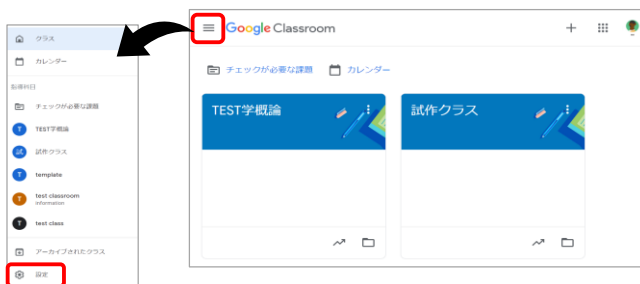 クラス
カレンダー
指導科目
チェックが必要な課題
T TEST学概論
試 試作クラス
T template
T test classroom
information
T test class
アーカイブされたクラス
設定
Google Classroom
チェックが必要な課題 カレンダー
TEST学概論
試作クラス